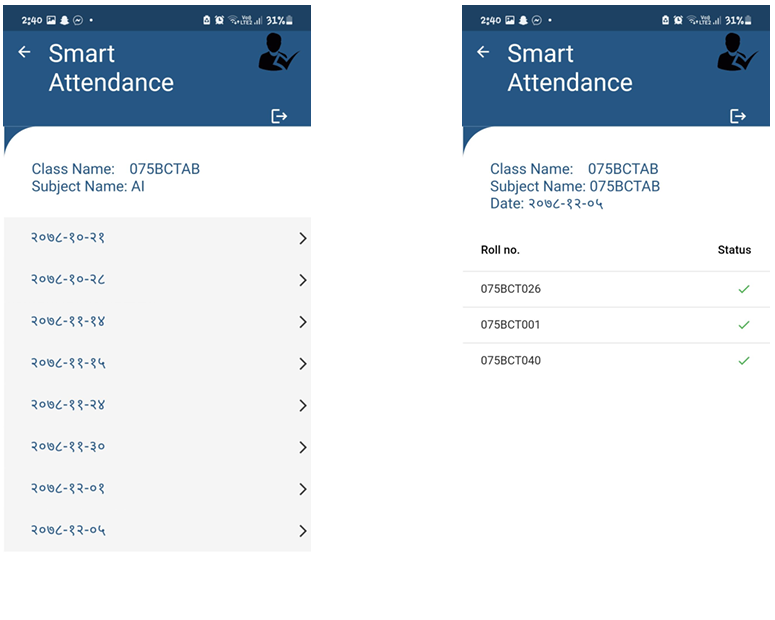 2:40
31%
Smart
Attendance
Class Name: 075BCTAB
Subject Name: AI
२०७८-१०-२१
२०७८-१०-२८
२०७८-११-१४
२०७८-११-१५
२०७८-११-२४
२०७८-११-३०
२०७८-१२-०१
२०७८-१२-०५
2:40
31%
Smart
Attendance
Class Name: 075BCTAB
Subject Name: 075BCTAB
Date: २०७८-१२-०५
Roll no. Status
075BCT026
075BCT001
075BCT040